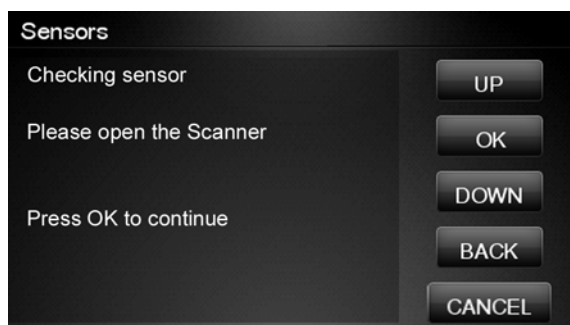 Sensors
Checking sensor
Please open the Scanner
Press OK to continue
UP
OK
DOWN
BACK
CANCEL